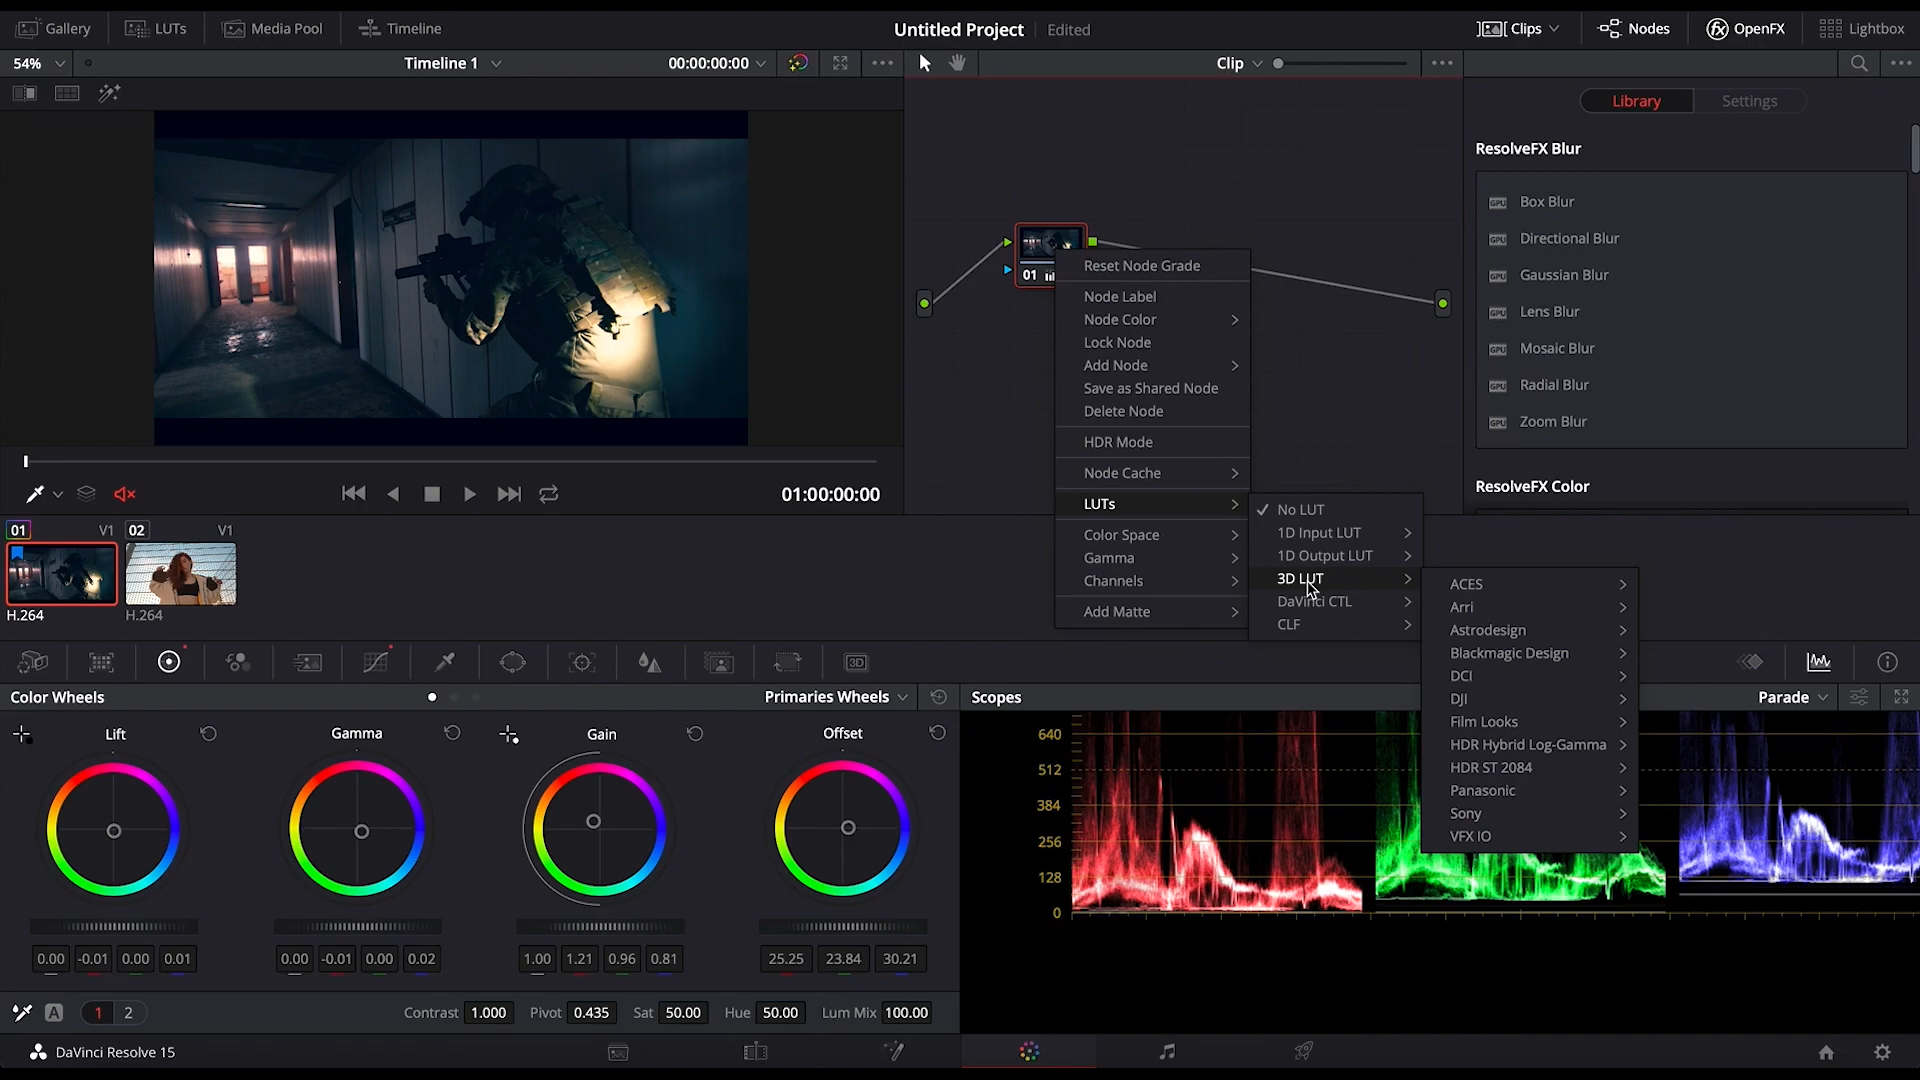 Gallery LUTs Media Pool Timeline Untitled Project Edited Clips Nodes OpenFX Lightbox
54% Timeline 1 00:00:00:00 Clip
Library Settings
ResolveFX Blur
GPU Box Blur
GPU Directional Blur
GPU Gaussian Blur
GPU Lens Blur
GPU Mosaic Blur
GPU Radial Blur
GPU Zoom Blur
ResolveFX Color
01
Reset Node Grade
Node Label
Node Color
Lock Node
Add Node
Save as Shared Node
Delete Node
HDR Mode
Node Cache
LUTs
Color Space
Gamma
Channels
Add Matte
No LUT
1D Input LUT
1D Output LUT
3D LUT
DaVinci CTL
CLF
ACES
Arri
Astrodesign
Blackmagic Design
DCI
DJI
Film Looks
HDR Hybrid Log-Gamma
HDR ST 2084
Panasonic
Sony
VFX IO
01:00:00:00
01 V1 02 V1
H.264 H.264
3D
Color Wheels Primaries Wheels Scopes Parade
Lift Gamma Gain Offset
640
512
384
256
128
0
0.00 -0.01 0.00 0.01 0.00 -0.01 0.00 0.02 1.00 1.21 0.96 0.81 25.25 23.84 30.21
A 1 2 Contrast 1.000 Pivot 0.435 Sat 50.00 Hue 50.00 Lum Mix 100.00
DaVinci Resolve 15